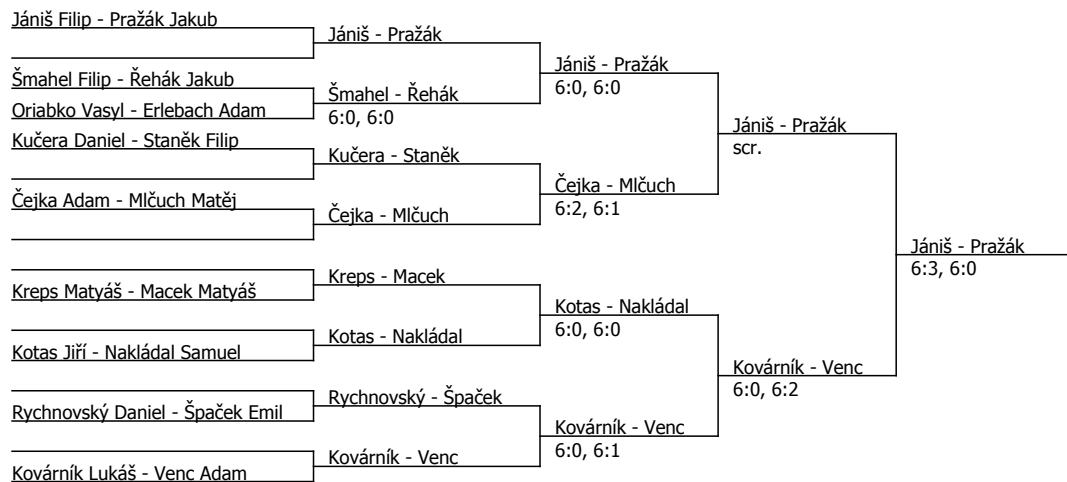 Jániš Filip - Pražák Jakub
Šmahel Filip - Řehák Jakub
Oriabko Vasyl - Erlebach Adam
Kučera Daniel - Staněk Filip
Čejka Adam - Mlčuch Matěj
Kreps Matyáš - Macek Matyáš
Kotas Jiří - Nakládal Samuel
Rychnovský Daniel - Špaček Emil
Kovárník Lukáš - Venc Adam
Jániš - Pražák
Šmahel - Řehák
6:0, 6:0
Kučera - Staněk
Čejka - Mlčuch
Kreps - Macek
Kotas - Nakládal
Rychnovský - Špaček
Kovárník - Venc
Jániš - Pražák
6:0, 6:0
Čejka - Mlčuch
6:2, 6:1
Kotas - Nakládal
6:0, 6:0
Kovárník - Venc
6:0, 6:1
Jániš - Pražák
scr.
Kovárník - Venc
6:0, 6:2
Jániš - Pražák
6:3, 6:0